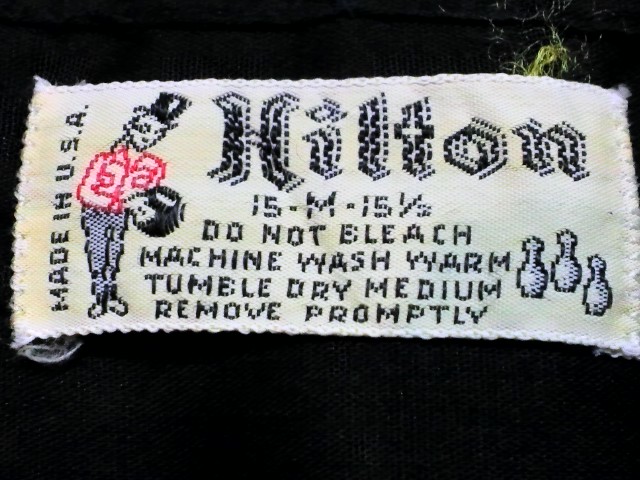 MADE IN U.S.A.
Hilton
15-M-15½
DO NOT BLEACH
MACHINE WASH WARM
TUMBLE DRY MEDIUM
REMOVE PROMPTLY